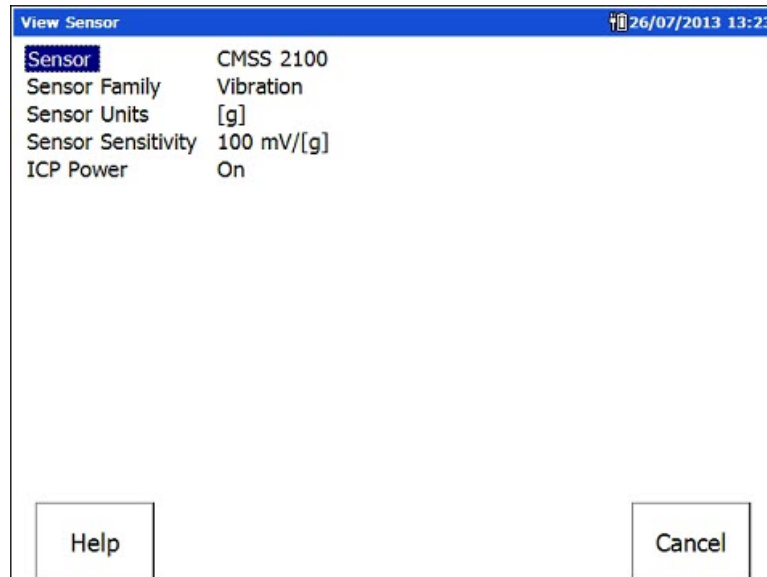 View Sensor 26/07/2013 13:23
Sensor CMSS 2100
Sensor Family Vibration
Sensor Units [g]
Sensor Sensitivity 100 mV/[g]
ICP Power On
Help Cancel